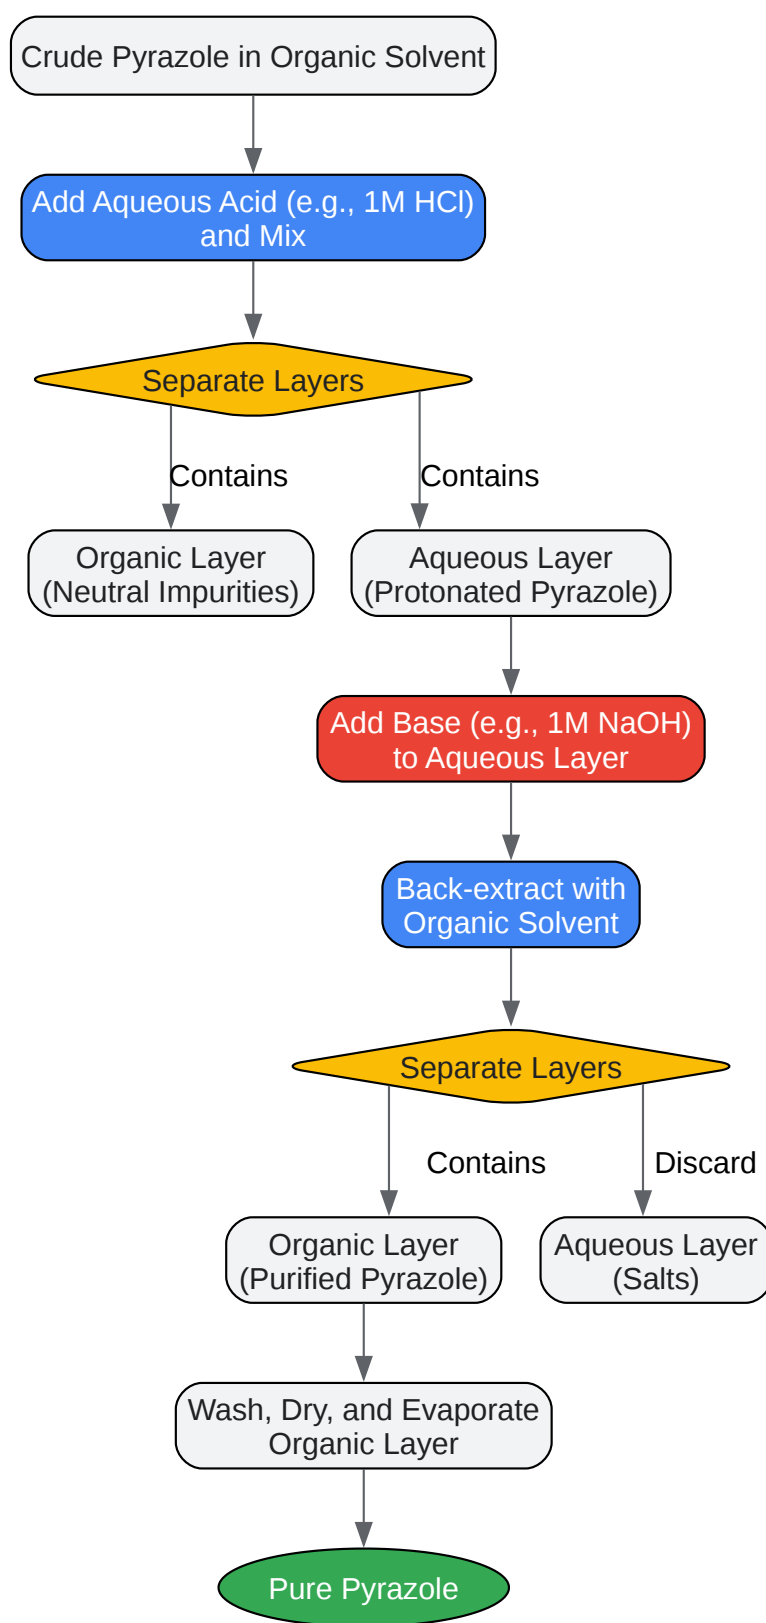 Crude Pyrazole in Organic Solvent
Add Aqueous Acid (e.g., 1M HCl)
and Mix
Separate Layers
Contains
Contains
Organic Layer
(Neutral Impurities)
Aqueous Layer
(Protonated Pyrazole)
Add Base (e.g., 1M NaOH)
to Aqueous Layer
Back-extract with
Organic Solvent
Separate Layers
Contains
Discard
Organic Layer
(Purified Pyrazole)
Aqueous Layer
(Salts)
Wash, Dry, and Evaporate
Organic Layer
Pure Pyrazole